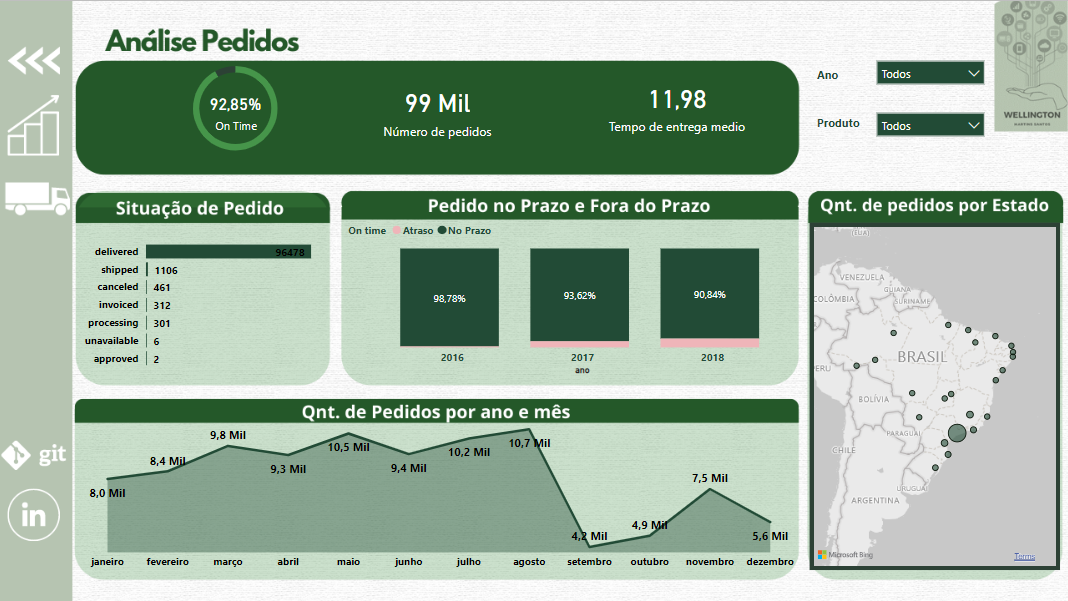 Análise Pedidos
92,85%
On Time
99 Mil
Número de pedidos
11,98
Tempo de entrega medio
Ano
Todos
Produto
Todos
WELLINGTON
Situação de Pedido
delivered 96478
shipped 1106
canceled 461
invoiced 312
processing 301
unavailable 6
approved 2
Pedido no Prazo e Fora do Prazo
On time Atraso No Prazo
98,78%
93,62%
90,84%
2016
2017
2018
ano
Qnt. de pedidos por Estado
(EUA)
VENEZUELA
GUIANA
SURINAME
COLÔMBIA
BRASIL
PERU
BOLÍVIA
PARAGUAI
CHILE
URUGUAI
ARGENTINA
Microsoft Bing
Terms
Qnt. de Pedidos por ano e mês
8,0 Mil
8,4 Mil
9,8 Mil
9,3 Mil
10,5 Mil
9,4 Mil
10,2 Mil
10,7 Mil
4,2 Mil
4,9 Mil
7,5 Mil
5,6 Mil
janeiro fevereiro março abril maio junho julho agosto setembro outubro novembro dezembro
git
in